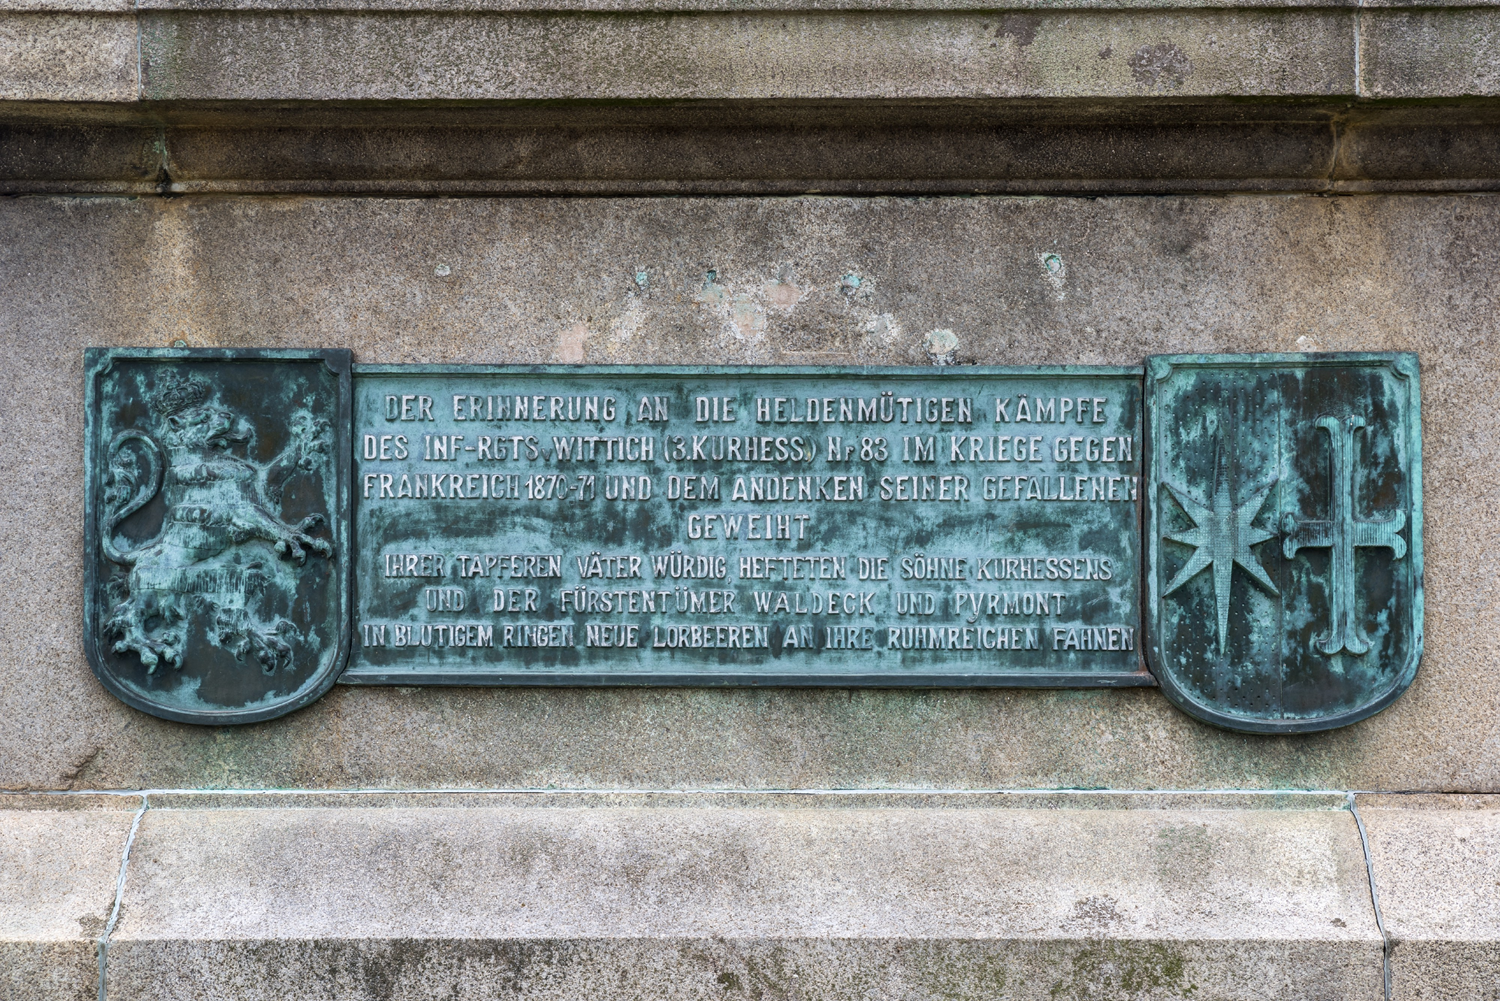 DER ERINNERUNG AN DIE HELDENMÜTIGEN KÄMPFE
DES INF-RGTS V. WITTICH (3. KURHESS.) Nr 83 IM KRIEGE GEGEN
FRANKREICH 1870-71 UND DEM ANDENKEN SEINER GEFALLENEN
GEWEIHT
IHRER TAPFEREN VÄTER WÜRDIG, HEFTETEN DIE SÖHNE KURHESSENS
UND DER FÜRSTENTÜMER WALDECK UND PYRMONT
IN BLUTIGEM RINGEN NEUE LORBEEREN AN IHRE RUHMREICHEN FAHNEN